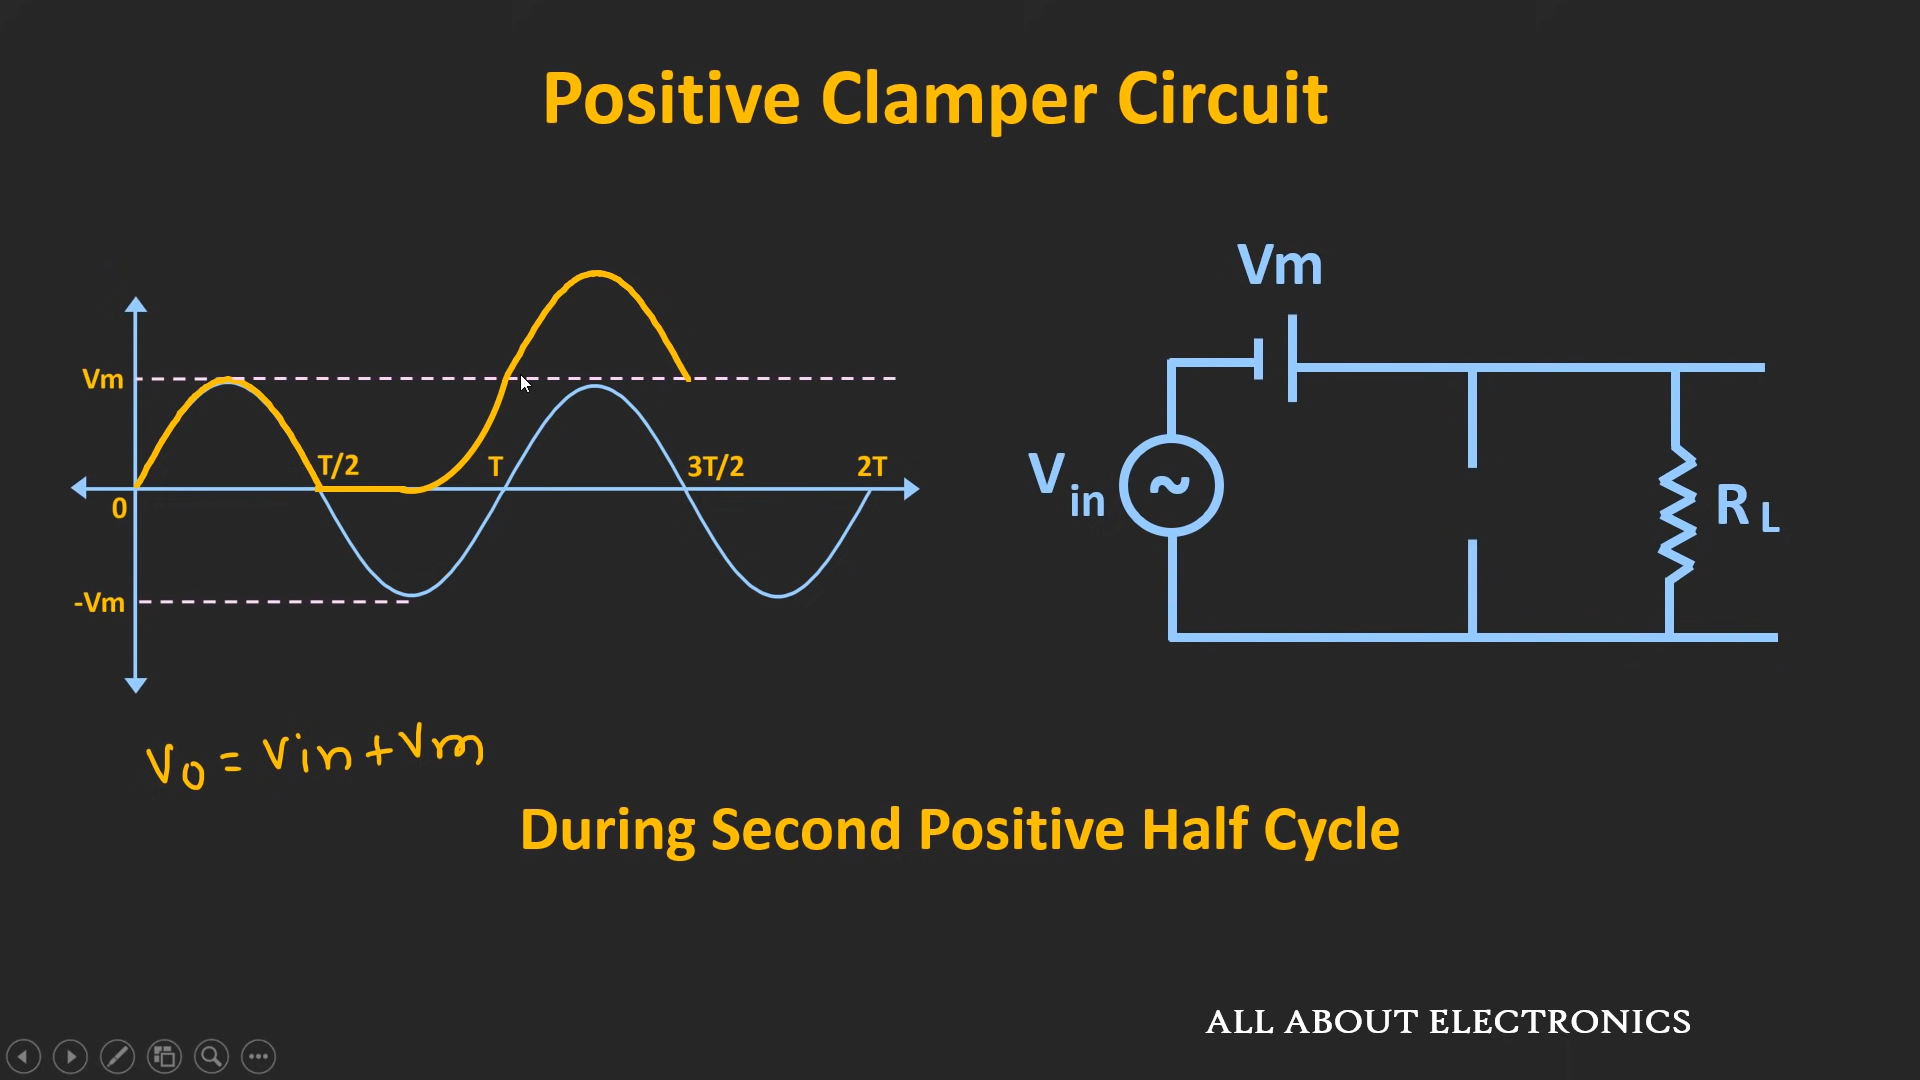 Positive Clamper Circuit
Vm
Vm
T/2
T
3T/2
2T
0
-Vm
Vin
~
RL
Vo = Vin + Vm
During Second Positive Half Cycle
ALL ABOUT ELECTRONICS